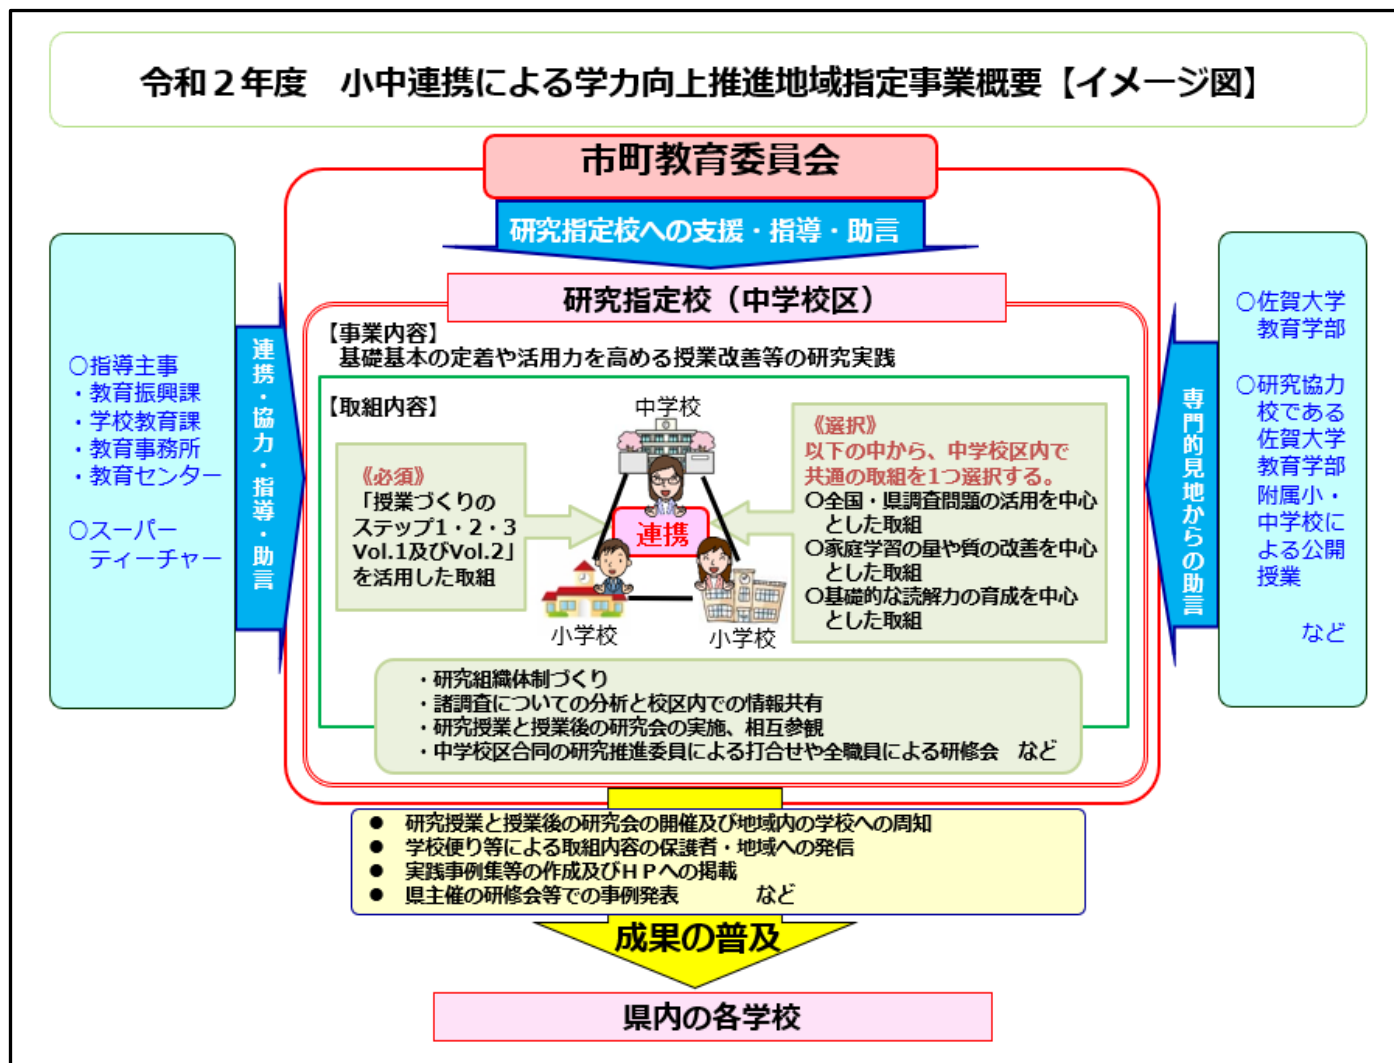 令和２年度　小中連携による学力向上推進地域指定事業概要【イメージ図】
市町教育委員会
研究指定校への支援・指導・助言
研究指定校（中学校区）
○指導主事
・教育振興課
・学校教育課
・教育事務所
・教育センター
○スーパー
ティーチャー
連携・協力・指導・助言
【事業内容】
基礎基本の定着や活用力を高める授業改善等の研究実践
【取組内容】
《必須》
「授業づくりの
ステップ1・2・3
Vol.1及びVol.2」
を活用した取組
中学校
連携
小学校
小学校
《選択》
以下の中から、中学校区内で
共通の取組を1つ選択する。
○全国・県調査問題の活用を中心
とした取組
○家庭学習の量や質の改善を中心
とした取組
○基礎的な読解力の育成を中心
とした取組
・研究組織体制づくり
・諸調査についての分析と校区内での情報共有
・研究授業と授業後の研究会の実施、相互参観
・中学校区合同の研究推進委員による打合せや全職員による研修会　など
専門的見地からの助言
○佐賀大学
教育学部
○研究協力
校である
佐賀大学
教育学部
附属小・
中学校に
よる公開
授業
など
● 研究授業と授業後の研究会の開催及び地域内の学校への周知
● 学校便り等による取組内容の保護者・地域への発信
● 実践事例集等の作成及びＨＰへの掲載
● 県主催の研修会等での事例発表　　　　など
成果の普及
県内の各学校